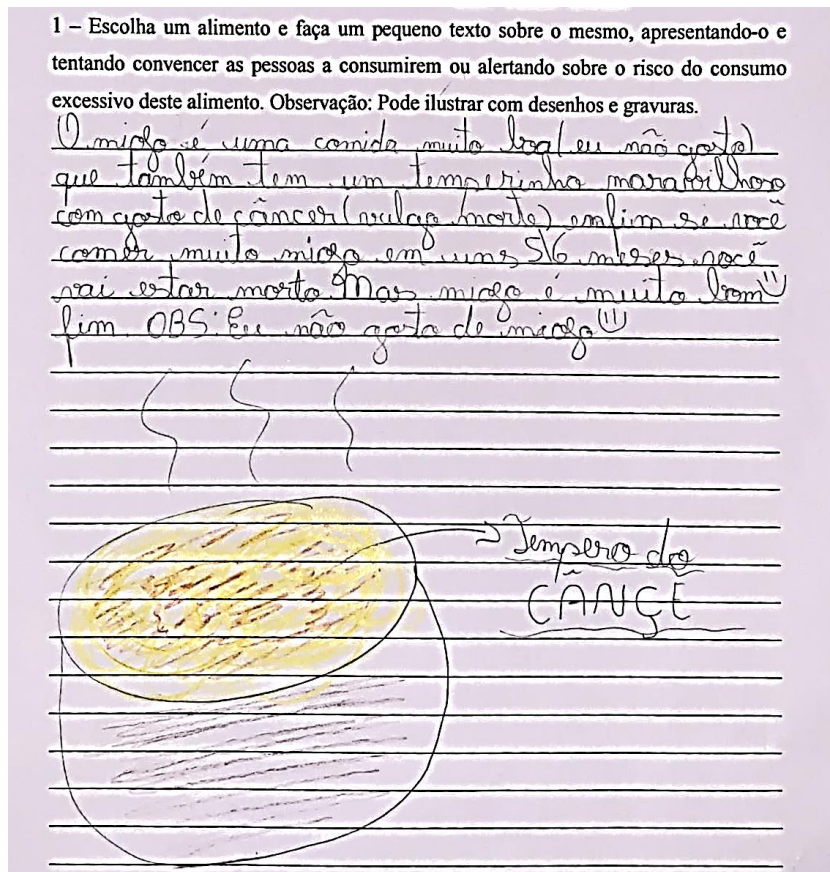 1 – Escolha um alimento e faça um pequeno texto sobre o mesmo, apresentando-o e
tentando convencer as pessoas a consumirem ou alertando sobre o risco do consumo
excessivo deste alimento. Observação: Pode ilustrar com desenhos e gravuras.
O miojo é uma comida muito boa (eu não gosto)
que também tem um temperinho maravilhoso
com gosto de câncer (vulgo morte) enfim se você
comer muito miojo em uns 5\6 meses você
vai estar morto Mas miojo é muito bom
fim OBS: Eu não gosto de miojo
Tempero do
CÂNÇE